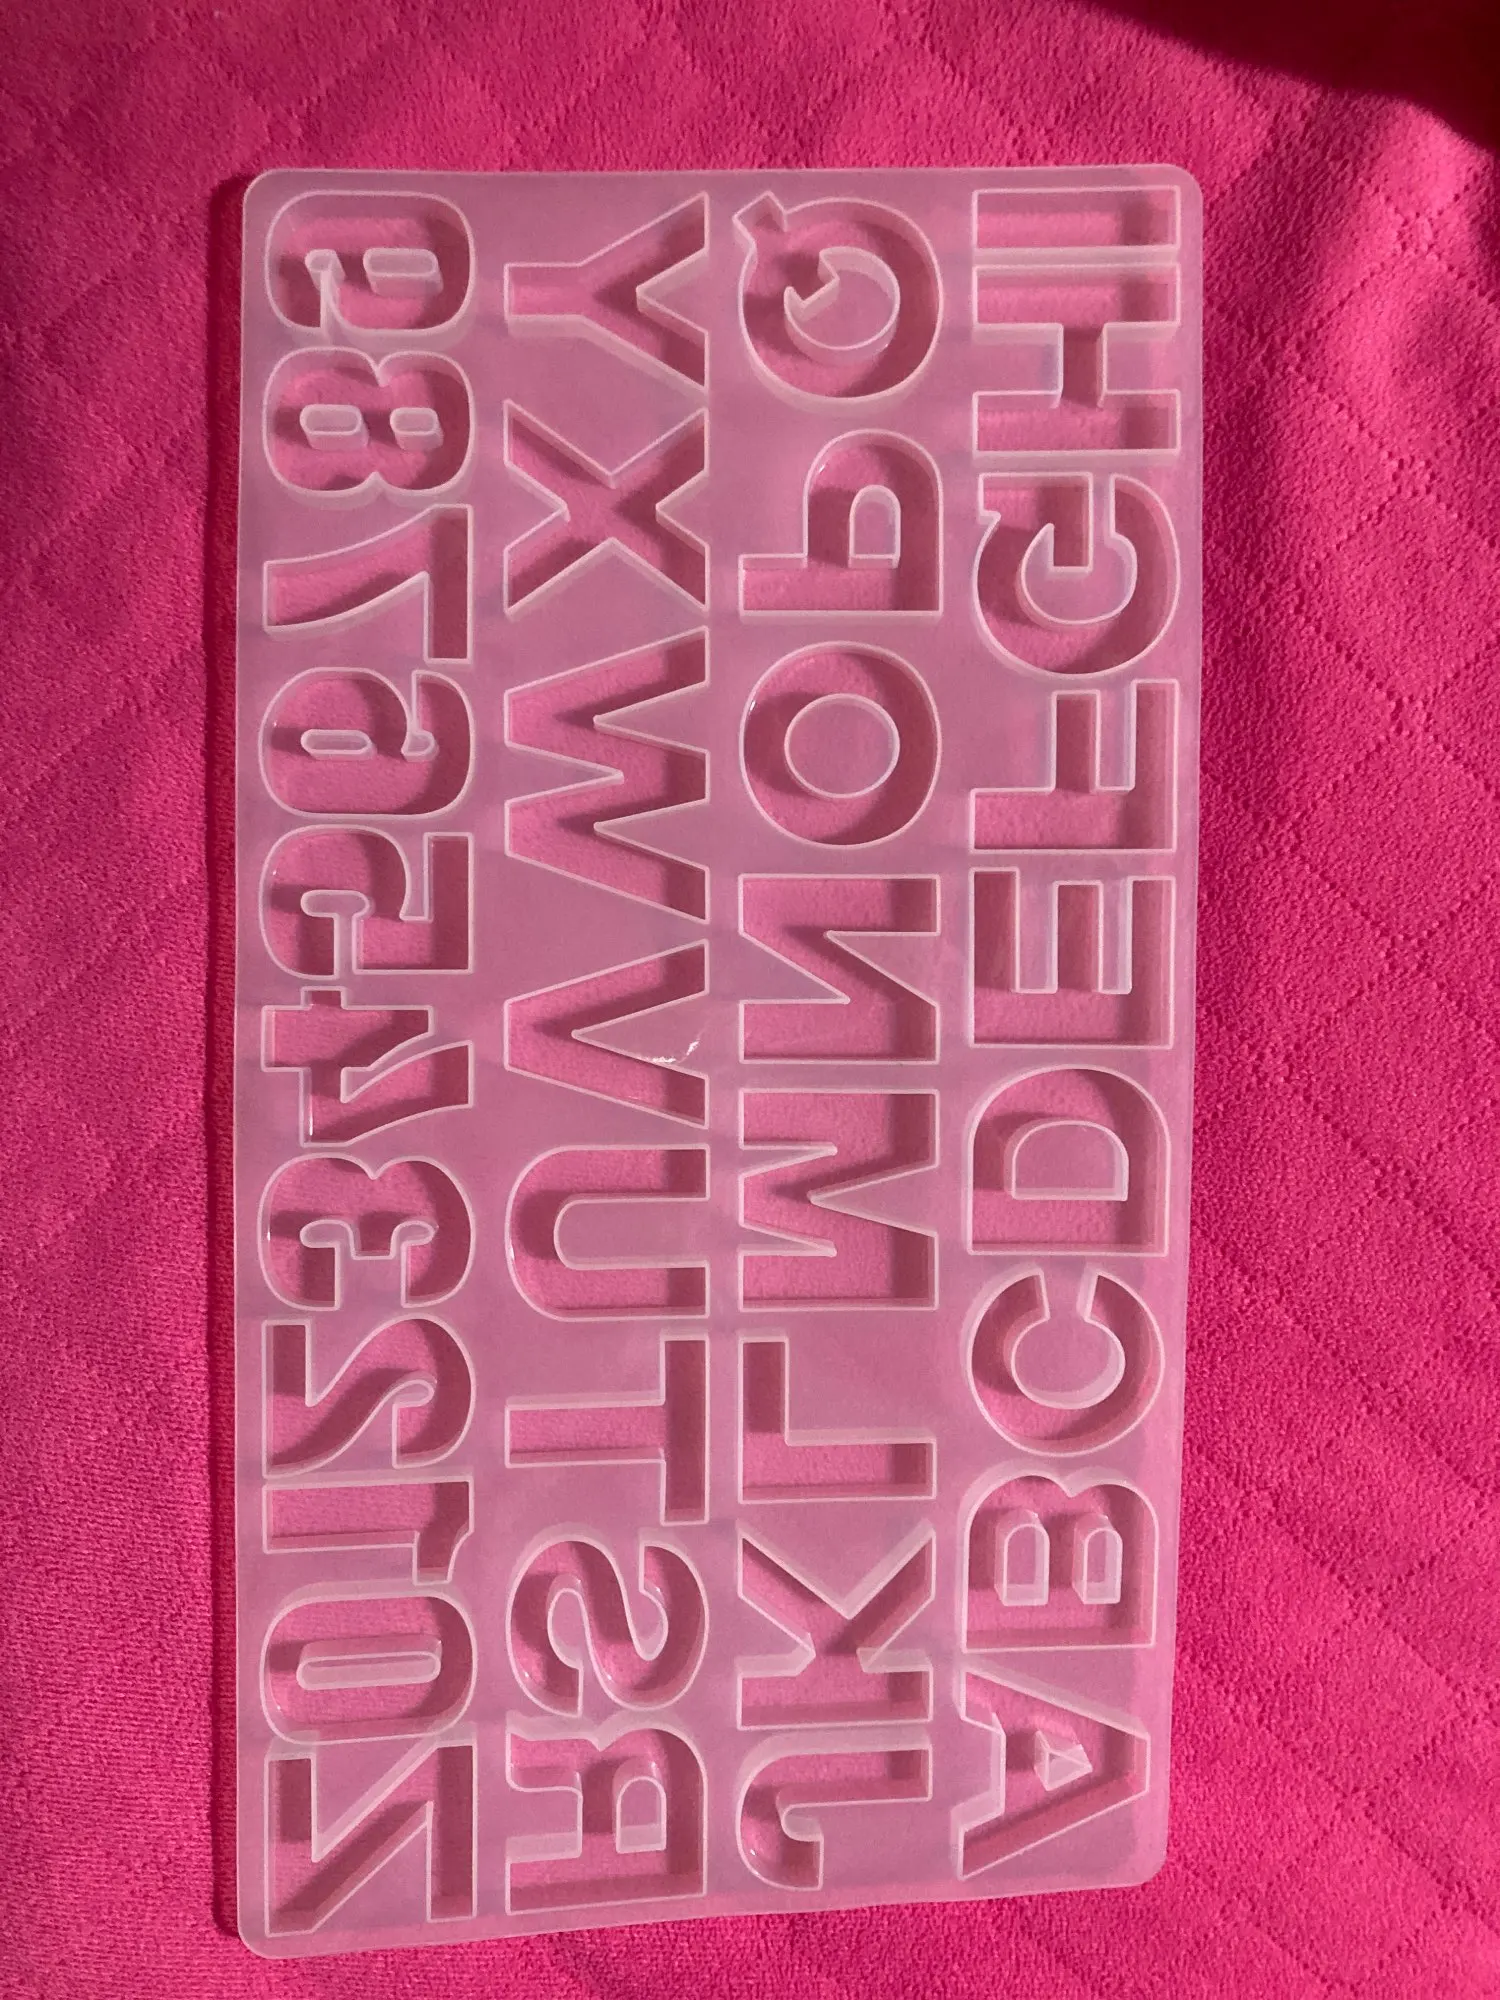 ABCDEFGHI
JKLMNOPQ
RSTUVWXY
Z0123456789